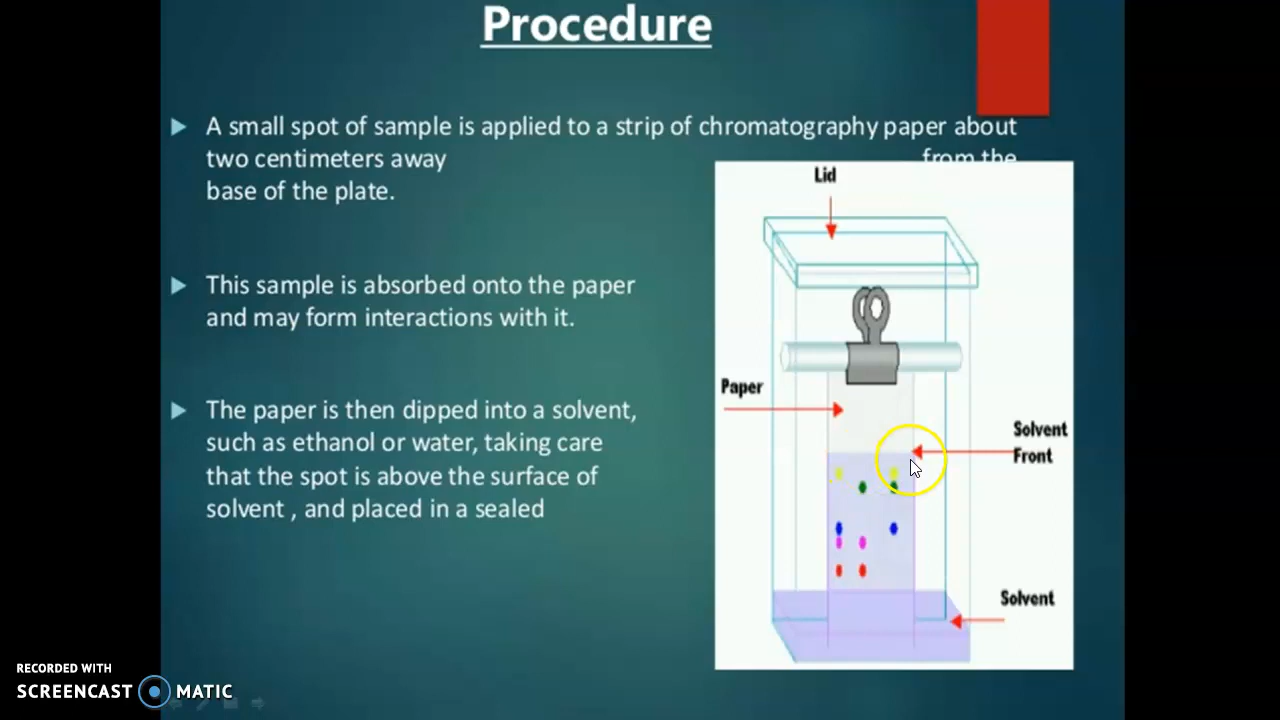 Procedure
A small spot of sample is applied to a strip of chromatography paper about
two centimeters away from the
base of the plate.
This sample is absorbed onto the paper
and may form interactions with it.
The paper is then dipped into a solvent,
such as ethanol or water, taking care
that the spot is above the surface of
solvent , and placed in a sealed
Lid
Paper
Solvent
Front
Solvent
RECORDED WITH
SCREENCAST MATIC